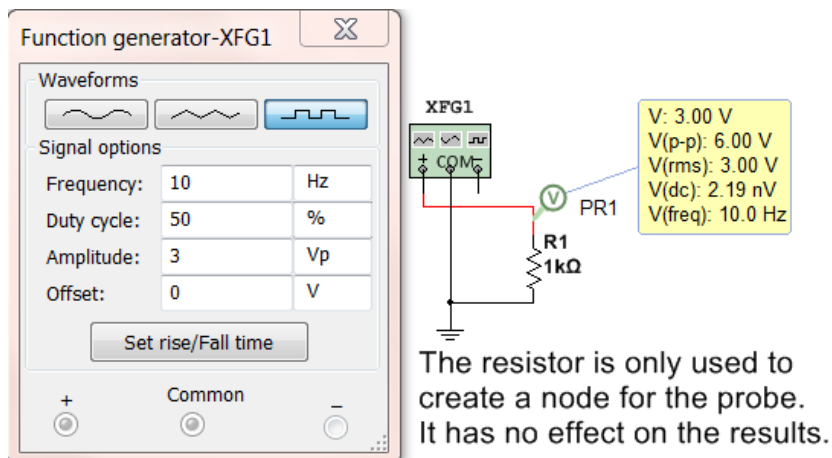 Function generator-XFG1
Waveforms
Signal options
Frequency: 10 Hz
Duty cycle: 50 %
Amplitude: 3 Vp
Offset: 0 V
Set rise/Fall time
+ Common −
XFG1
+ COM −
V: 3.00 V
V(p-p): 6.00 V
V(rms): 3.00 V
V(dc): 2.19 nV
V(freq): 10.0 Hz
V PR1
R1
1kΩ
The resistor is only used to
create a node for the probe.
It has no effect on the results.